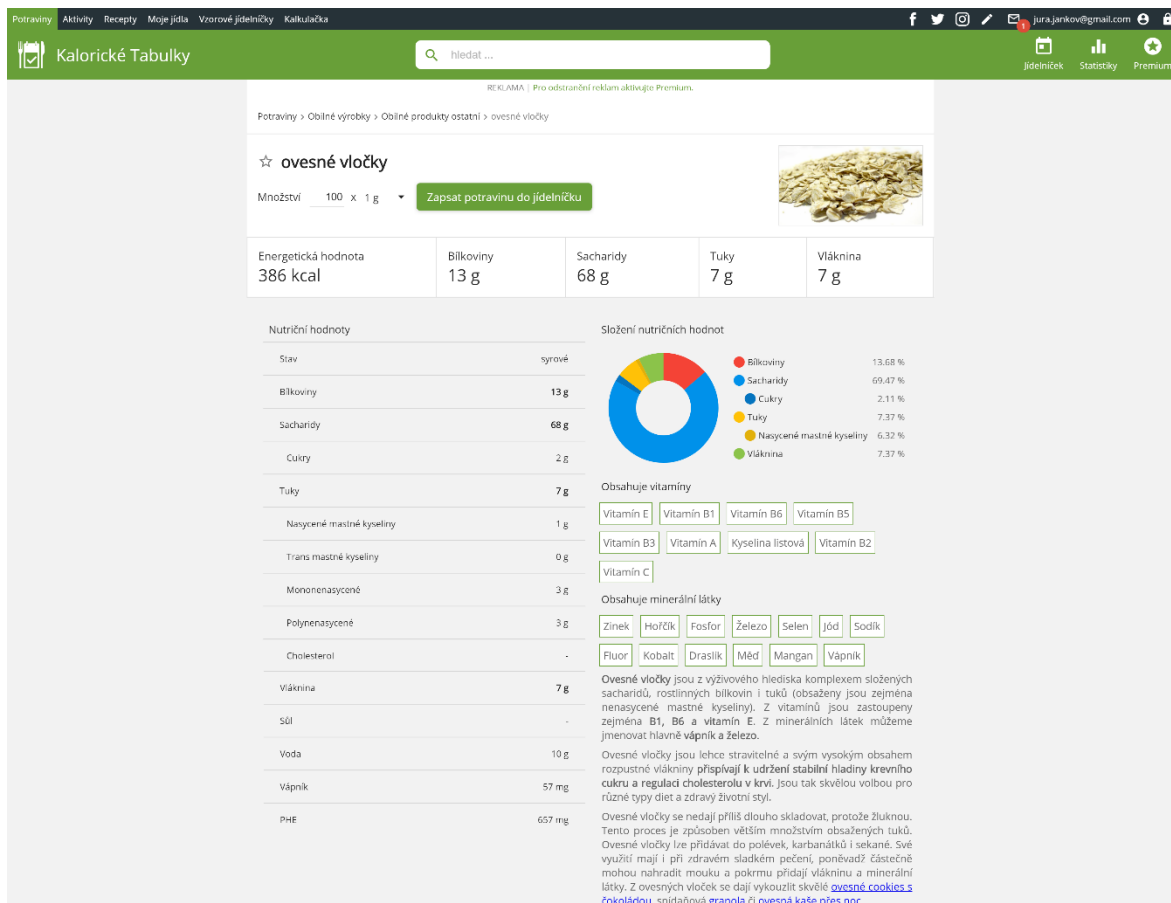 Potraviny Aktivity Recepty Moje jídla Vzorové jídelníčky Kalkulačka
1 jura.jankov@gmail.com
Kalorické Tabulky
hledat ...
Jídelníček Statistiky Premium
REKLAMA | Pro odstranění reklam aktivujte Premium.
Potraviny > Obilné výrobky > Obilné produkty ostatní > ovesné vločky
ovesné vločky
Množství 100 x 1 g Zapsat potravinu do jídelníčku
Energetická hodnota Bílkoviny Sacharidy Tuky Vláknina
386 kcal 13 g 68 g 7 g 7 g
Nutriční hodnoty
Stav syrové
Bílkoviny 13 g
Sacharidy 68 g
Cukry 2 g
Tuky 7 g
Nasycené mastné kyseliny 1 g
Trans mastné kyseliny 0 g
Mononenasycené 3 g
Polynenasycené 3 g
Cholesterol -
Vláknina 7 g
Sůl -
Voda 10 g
Vápník 57 mg
PHE 657 mg
Složení nutričních hodnot
Bílkoviny 13.68 %
Sacharidy 69.47 %
Cukry 2.11 %
Tuky 7.37 %
Nasycené mastné kyseliny 6.32 %
Vláknina 7.37 %
Obsahuje vitamíny
Vitamín E Vitamín B1 Vitamín B6 Vitamín B5
Vitamín B3 Vitamín A Kyselina listová Vitamín B2
Vitamín C
Obsahuje minerální látky
Zinek Hořčík Fosfor Železo Selen Jód Sodík
Fluor Kobalt Draslík Měď Mangan Vápník
Ovesné vločky jsou z výživového hlediska komplexem složených
sacharidů, rostlinných bílkovin i tuků (obsaženy jsou zejména
nenasycené mastné kyseliny). Z vitamínů jsou zastoupeny
zejména B1, B6 a vitamín E. Z minerálních látek můžeme
jmenovat hlavně vápník a železo.
Ovesné vločky jsou lehce stravitelné a svým vysokým obsahem
rozpustné vlákniny přispívají k udržení stabilní hladiny krevního
cukru a regulaci cholesterolu v krvi. Jsou tak skvělou volbou pro
různé typy diet a zdravý životní styl.
Ovesné vločky se nedají příliš dlouho skladovat, protože žluknou.
Tento proces je způsoben větším množstvím obsažených tuků.
Ovesné vločky lze přidávat do polévek, karbanátků i sekané. Své
využití mají i při zdravém sladkém pečení, poněvadž částečně
mohou nahradit mouku a pokrmu přidají vlákninu a minerální
látky. Z ovesných vloček se dají vykouzlit skvělé ovesné cookies s
čokoládou, snídaňová granola či ovesná kaše přes noc.